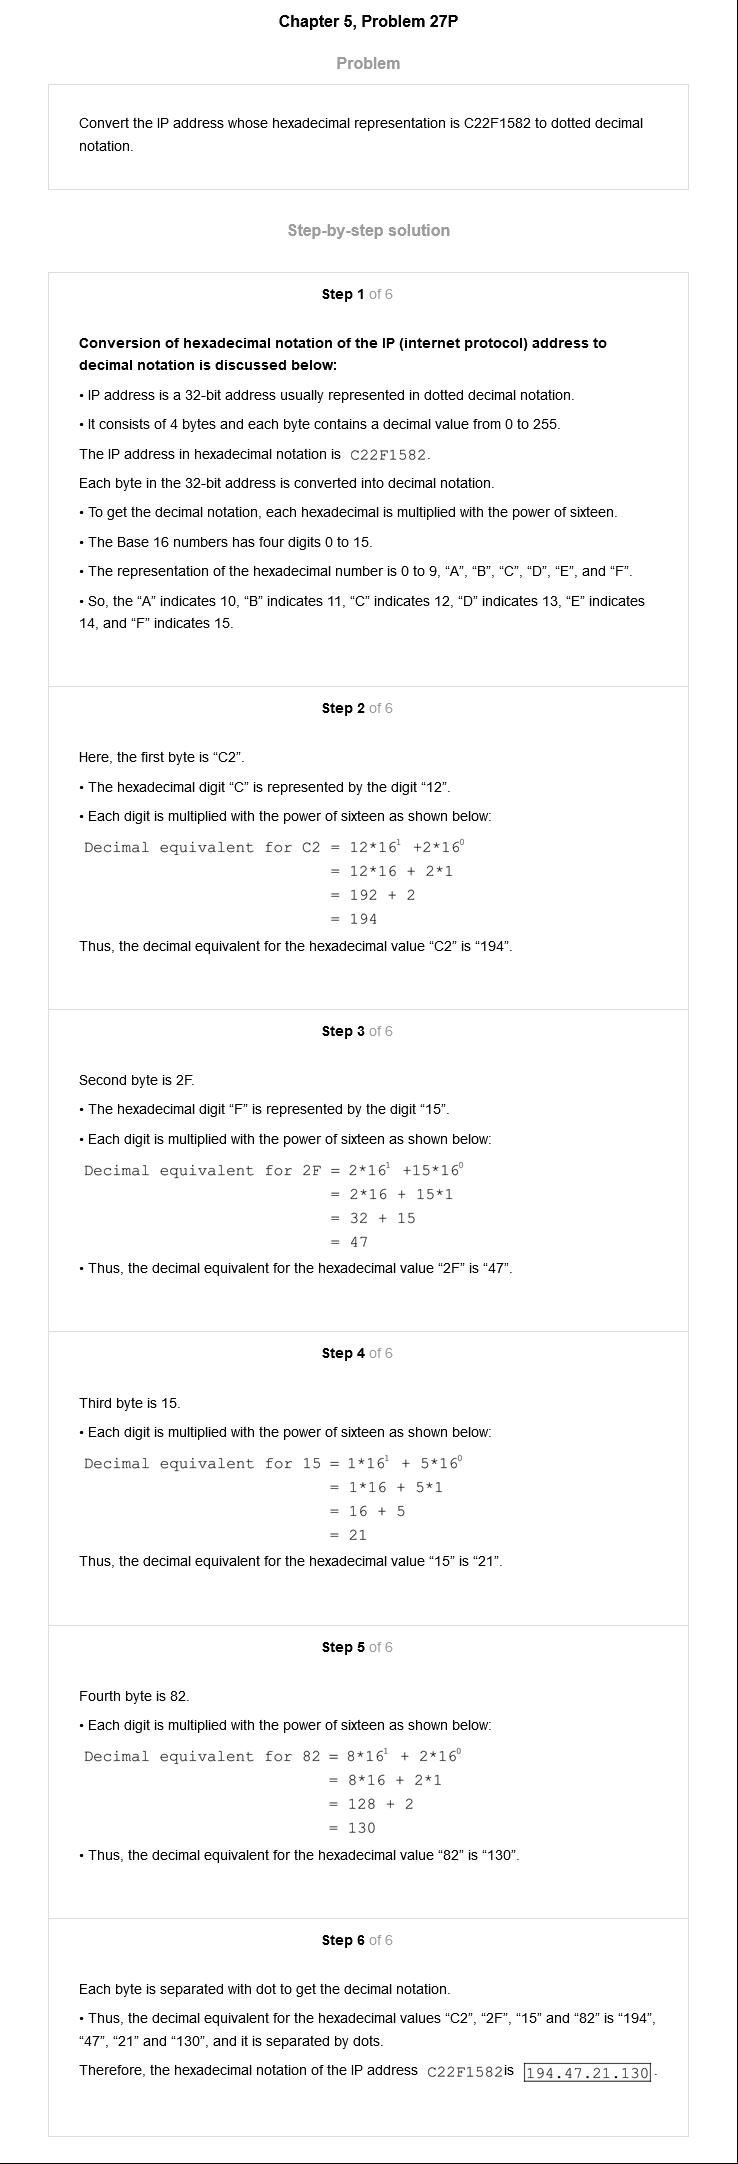 Chapter 5, Problem 27P
Problem
Convert the IP address whose hexadecimal representation is C22F1582 to dotted decimal
notation.
Step-by-step solution
Step 1 of 6
Conversion of hexadecimal notation of the IP (internet protocol) address to
decimal notation is discussed below:
• IP address is a 32-bit address usually represented in dotted decimal notation.
• It consists of 4 bytes and each byte contains a decimal value from 0 to 255.
The IP address in hexadecimal notation is C22F1582.
Each byte in the 32-bit address is converted into decimal notation.
• To get the decimal notation, each hexadecimal is multiplied with the power of sixteen.
• The Base 16 numbers has four digits 0 to 15.
• The representation of the hexadecimal number is 0 to 9, “A”, “B”, “C”, “D”, “E”, and “F”.
• So, the “A” indicates 10, “B” indicates 11, “C” indicates 12, “D” indicates 13, “E” indicates
14, and “F” indicates 15.
Step 2 of 6
Here, the first byte is “C2”.
• The hexadecimal digit “C” is represented by the digit “12”.
• Each digit is multiplied with the power of sixteen as shown below:
Decimal equivalent for C2 = 12*16¹ +2*16⁰
= 12*16 + 2*1
= 192 + 2
= 194
Thus, the decimal equivalent for the hexadecimal value “C2” is “194”.
Step 3 of 6
Second byte is 2F.
• The hexadecimal digit “F” is represented by the digit “15”.
• Each digit is multiplied with the power of sixteen as shown below:
Decimal equivalent for 2F = 2*16¹ +15*16⁰
= 2*16 + 15*1
= 32 + 15
= 47
• Thus, the decimal equivalent for the hexadecimal value “2F” is “47”.
Step 4 of 6
Third byte is 15.
• Each digit is multiplied with the power of sixteen as shown below:
Decimal equivalent for 15 = 1*16¹ + 5*16⁰
= 1*16 + 5*1
= 16 + 5
= 21
Thus, the decimal equivalent for the hexadecimal value “15” is “21”.
Step 5 of 6
Fourth byte is 82.
• Each digit is multiplied with the power of sixteen as shown below:
Decimal equivalent for 82 = 8*16¹ + 2*16⁰
= 8*16 + 2*1
= 128 + 2
= 130
• Thus, the decimal equivalent for the hexadecimal value “82” is “130”.
Step 6 of 6
Each byte is separated with dot to get the decimal notation.
• Thus, the decimal equivalent for the hexadecimal values “C2”, “2F”, “15” and “82” is “194”,
“47”, “21” and “130”, and it is separated by dots.
Therefore, the hexadecimal notation of the IP address C22F1582is 194.47.21.130.